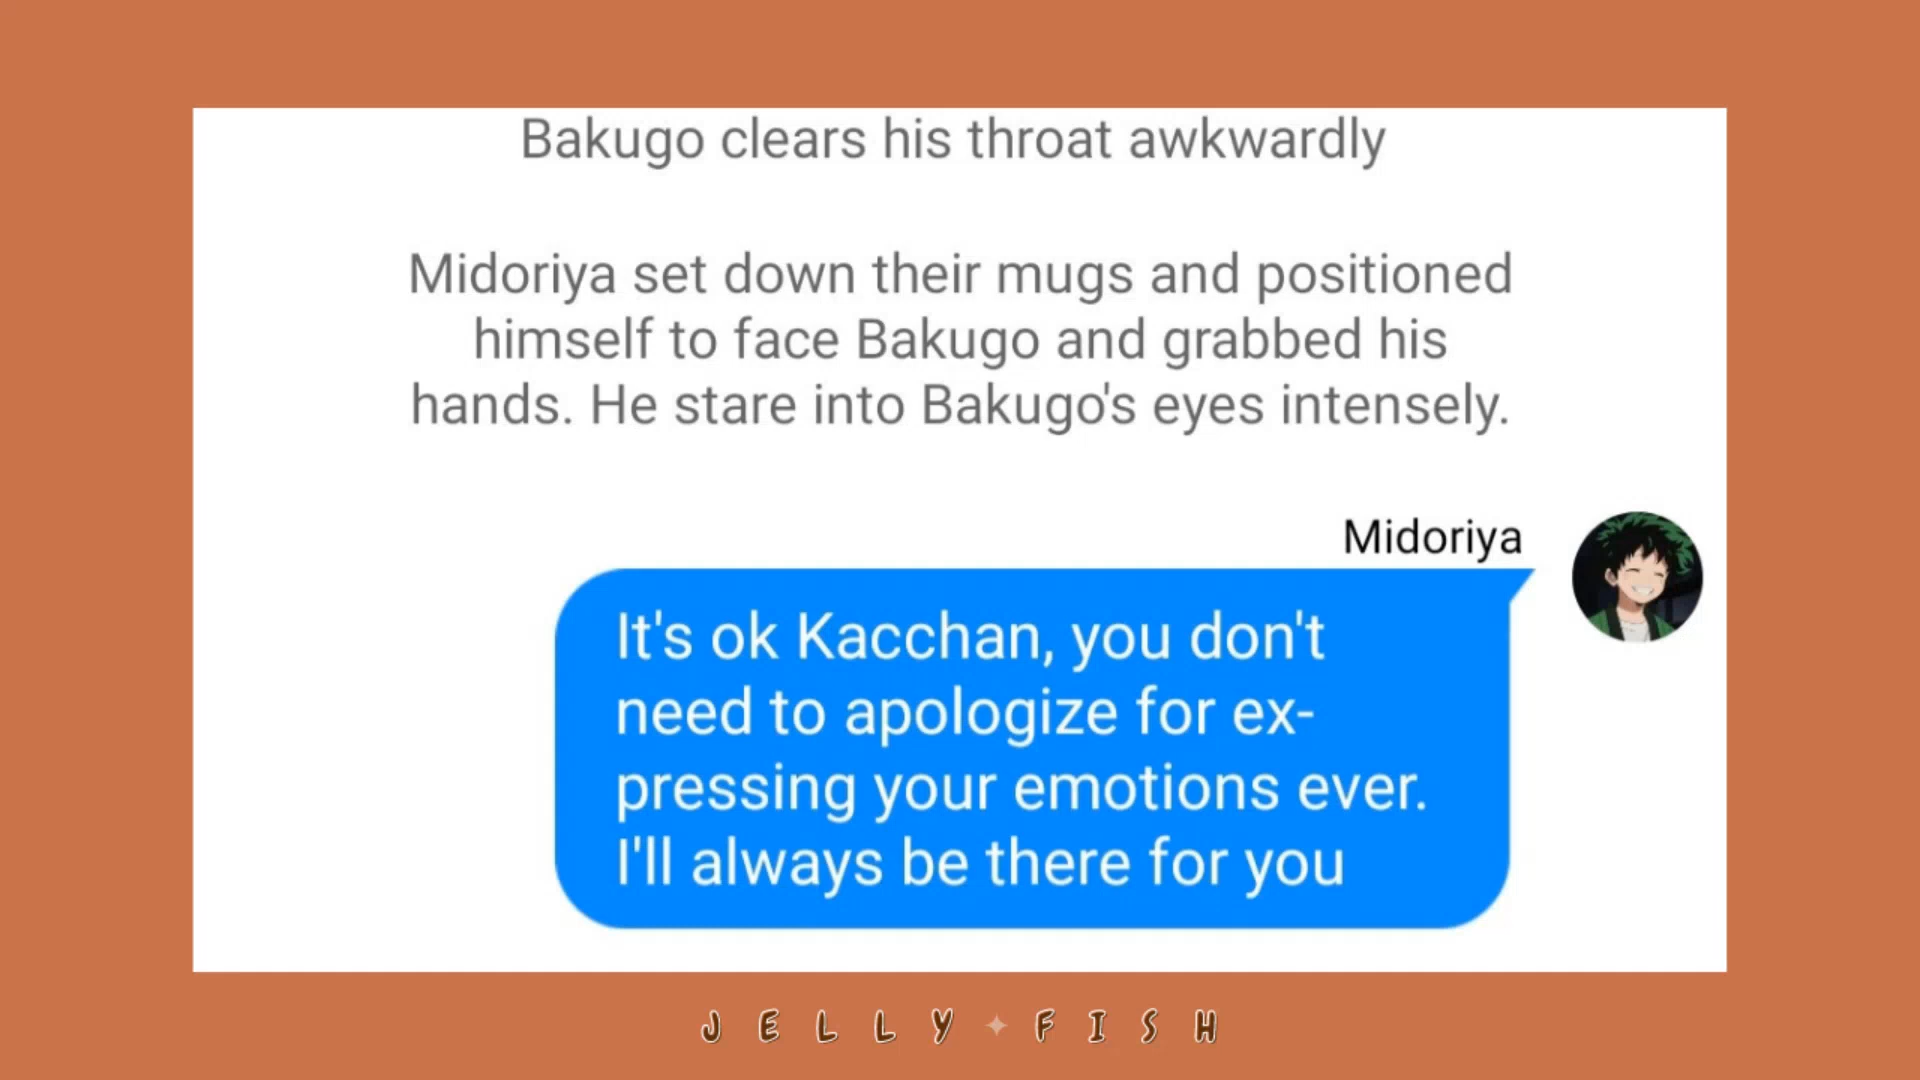 Bakugo clears his throat awkwardly
Midoriya set down their mugs and positioned
himself to face Bakugo and grabbed his
hands. He stare into Bakugo's eyes intensely.
Midoriya
It's ok Kacchan, you don't
need to apologize for ex-
pressing your emotions ever.
I'll always be there for you
JELLY✦FISH